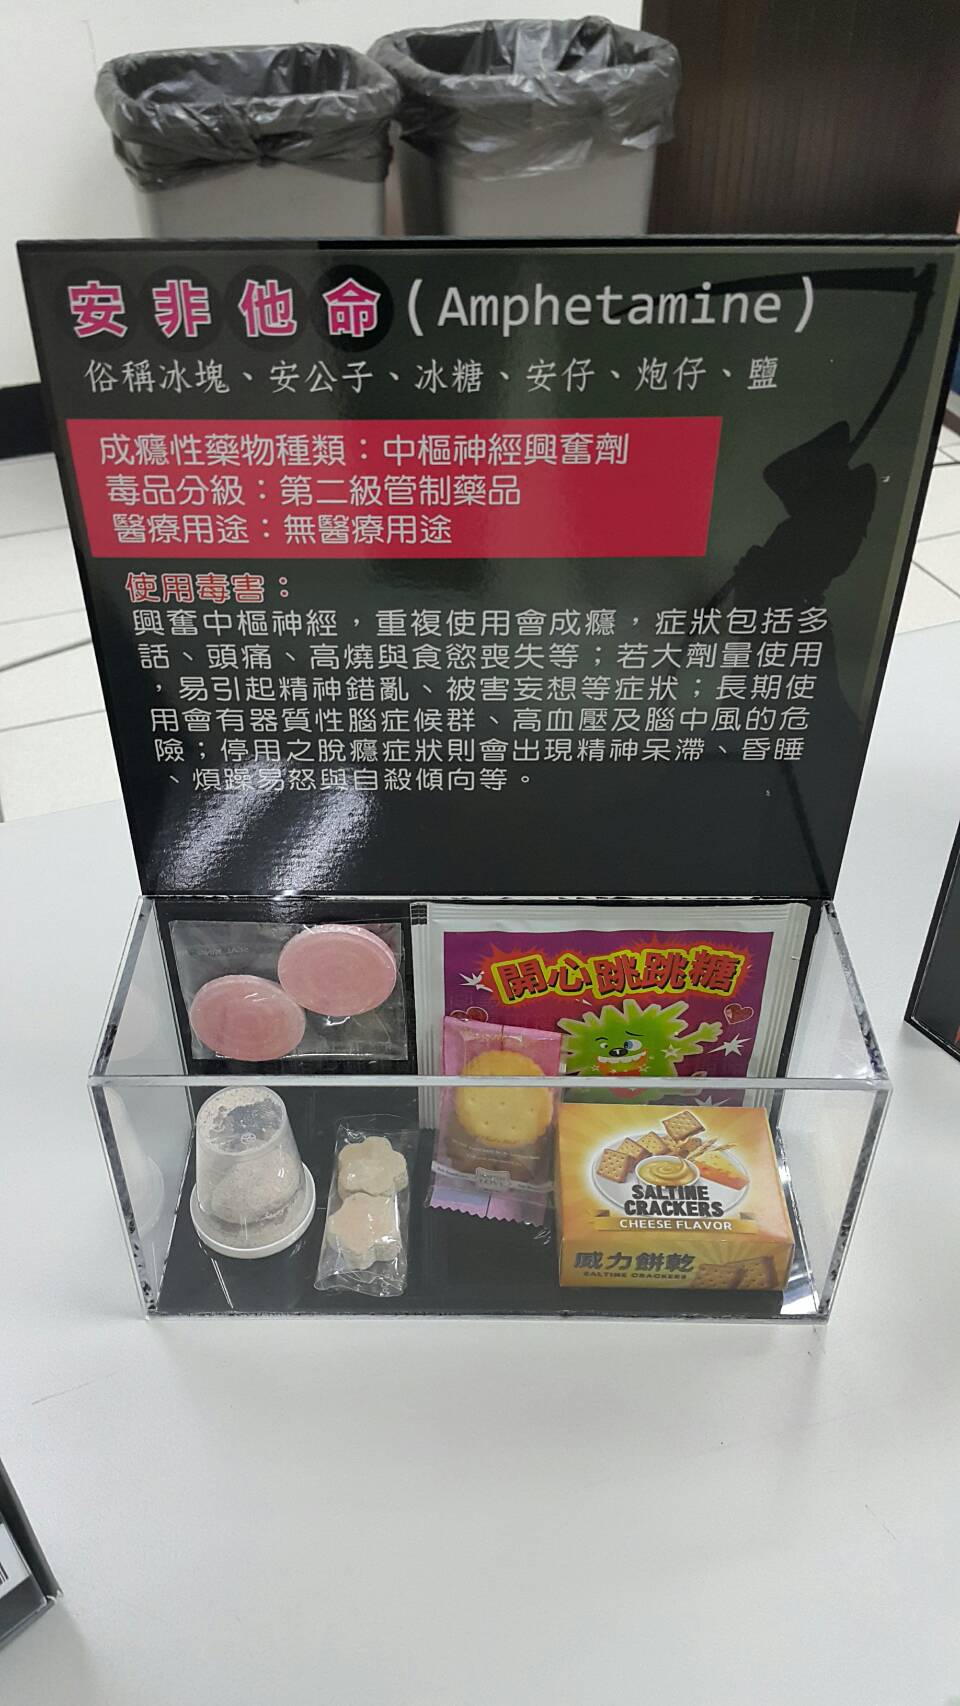 安非他命(Amphetamine)
俗稱冰塊、安公子、冰糖、安仔、炮仔、鹽
成癮性藥物種類：中樞神經興奮劑
毒品分級：第二級管制藥品
醫療用途：無醫療用途
使用毒害：
興奮中樞神經，重複使用會成癮，症狀包括多
話、頭痛、高燒與食慾喪失等；若大劑量使用
，易引起精神錯亂、被害妄想等症狀；長期使
用會有器質性腦症候群、高血壓及腦中風的危
險；停用之脫癮症狀則會出現精神呆滯、昏睡
、煩躁易怒與自殺傾向等。
開心跳跳糖
SALTINE
CRACKERS
CHEESE FLAVOR
威力餅乾
SALTINE CRACKERS